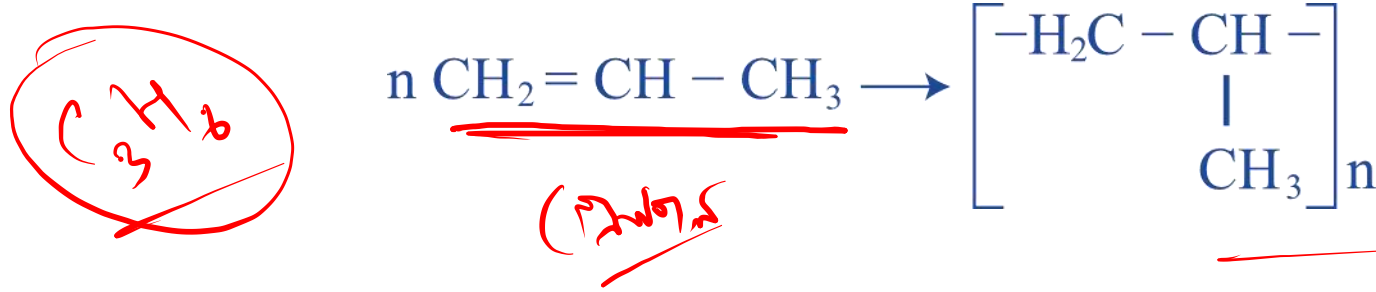 C₃H₆
n CH₂ = CH − CH₃ ⟶ [−H₂C − CH −]n
|
CH₃